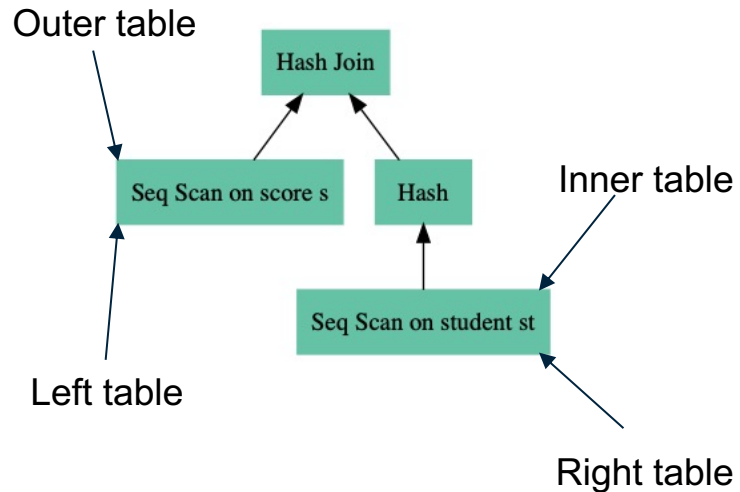 Outer table
Hash Join
Seq Scan on score s
Hash
Inner table
Seq Scan on student st
Left table
Right table